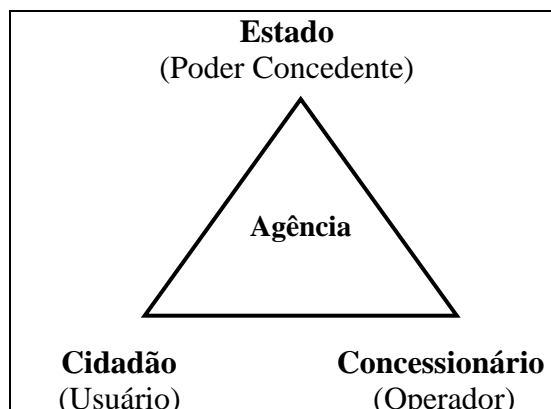 Estado
(Poder Concedente)
Agência
Cidadão Concessionário
(Usuário) (Operador)